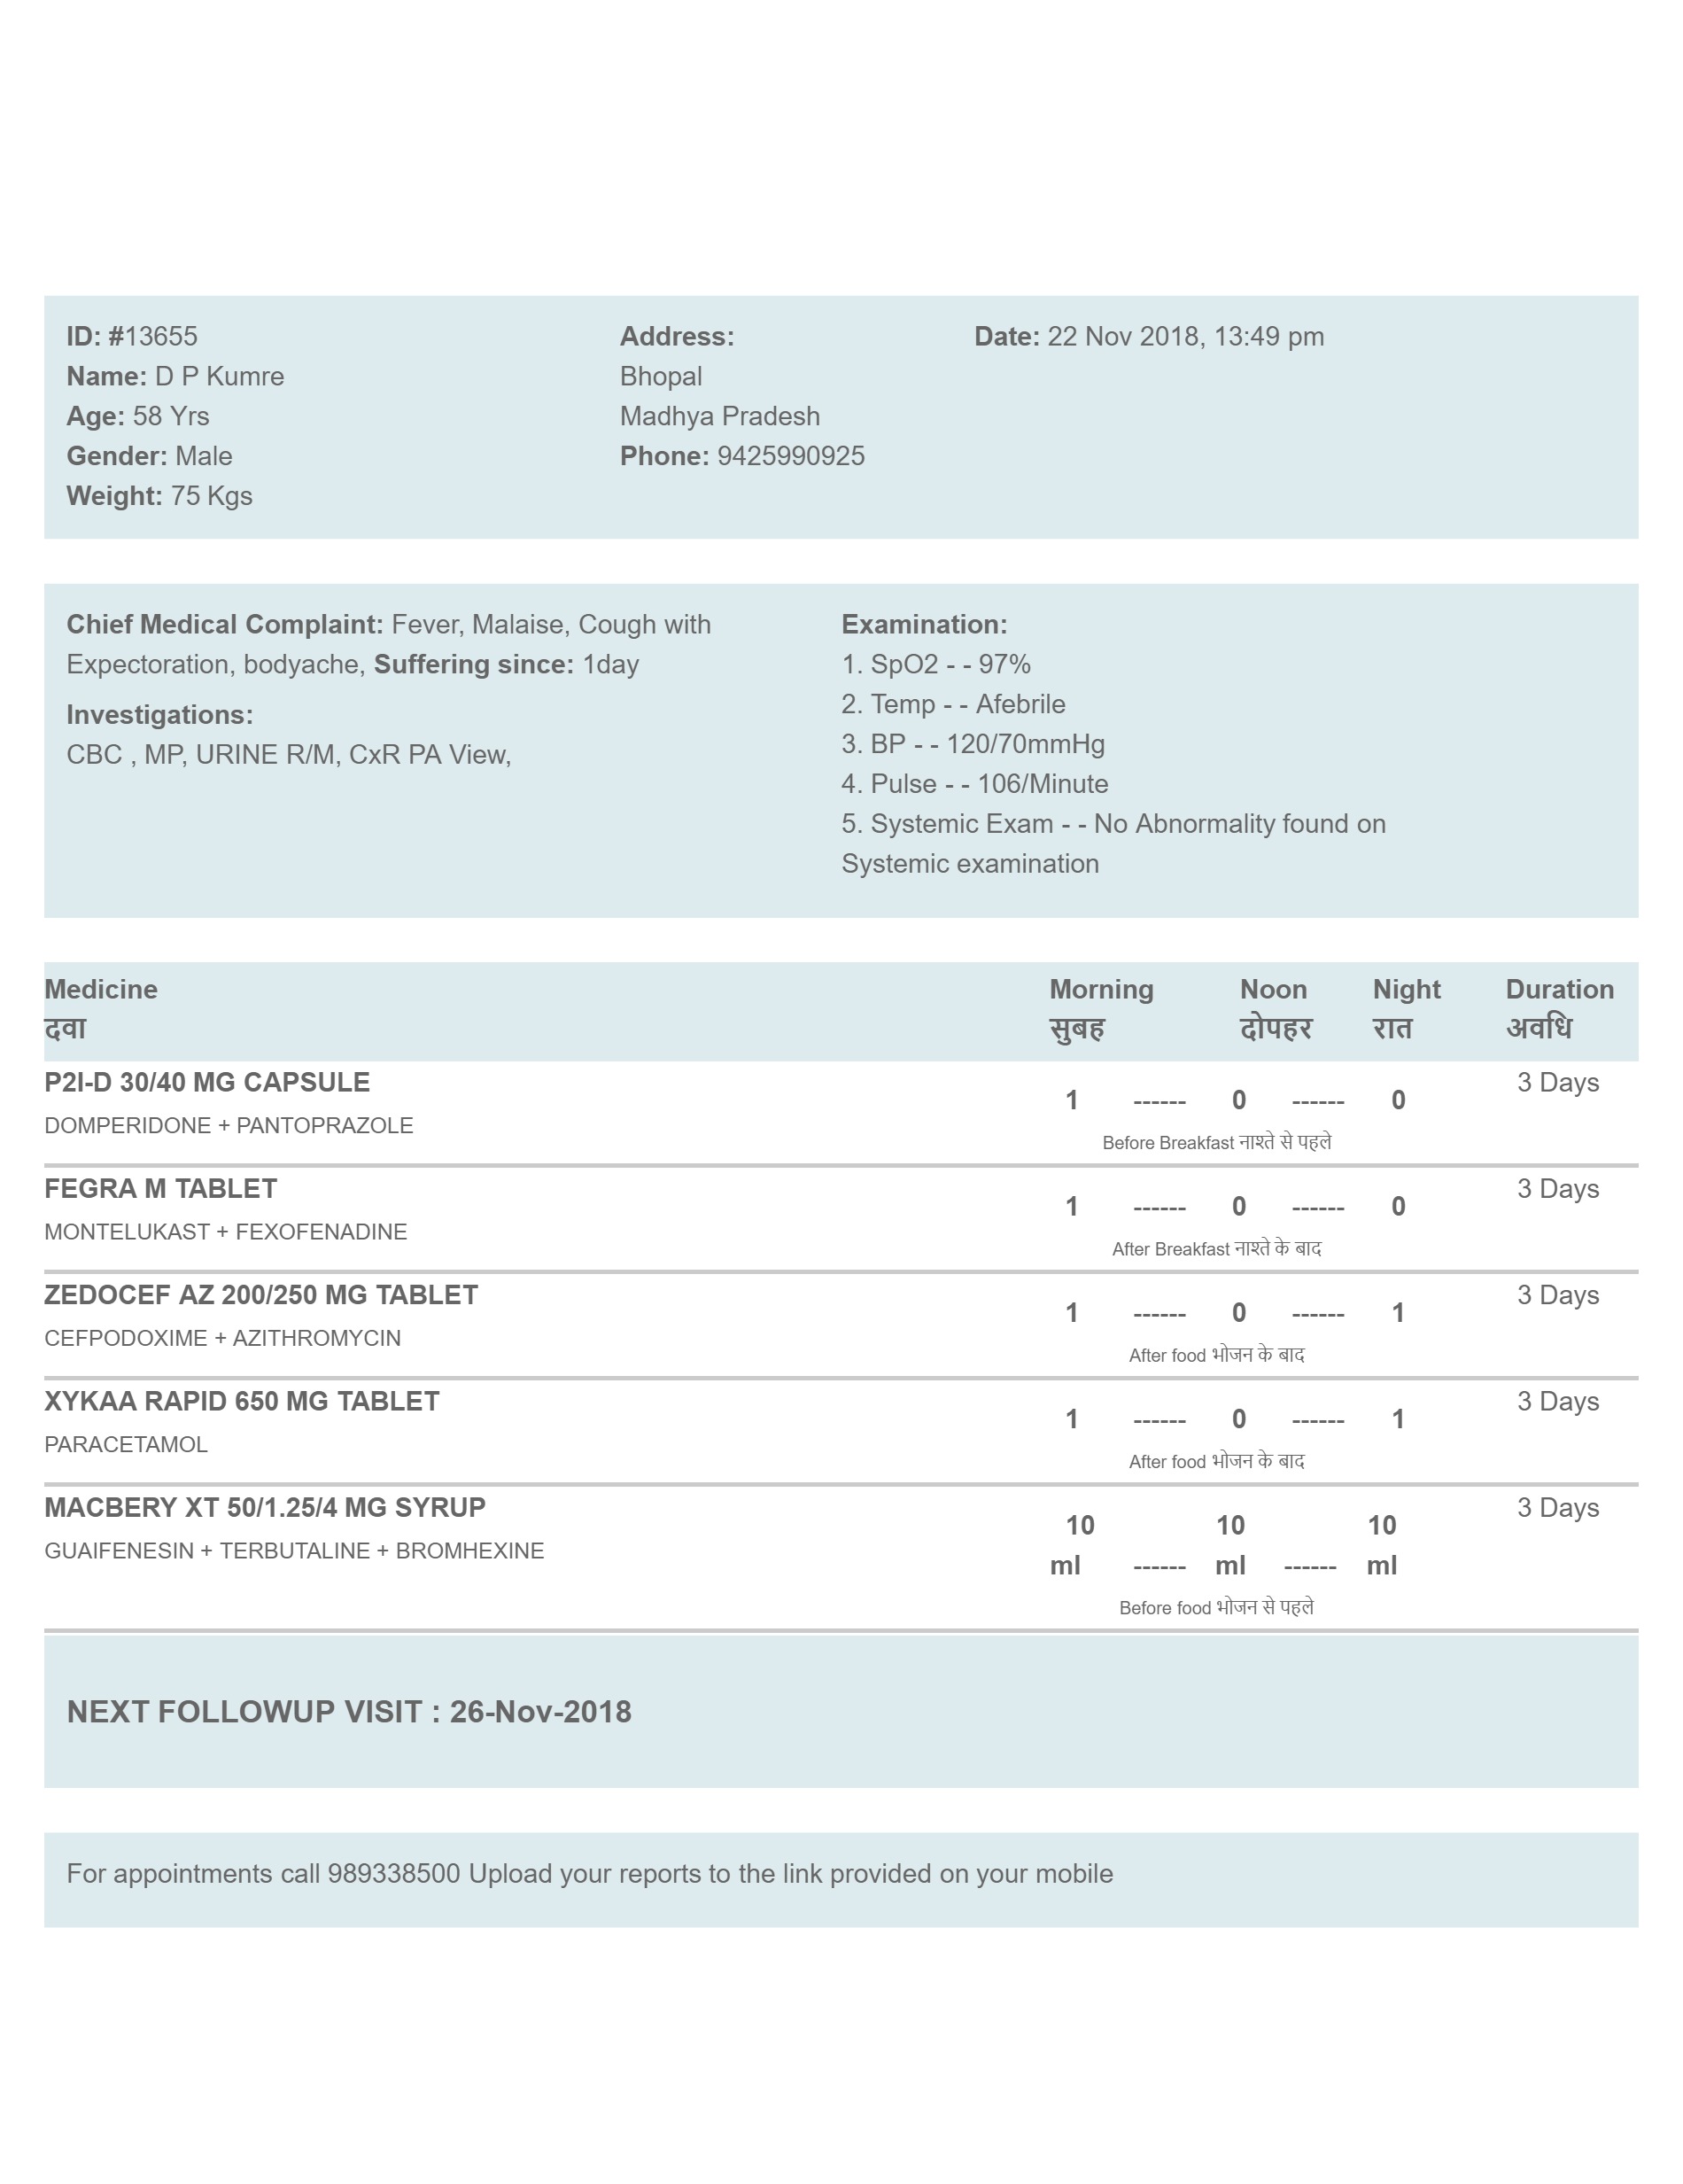 ID: #13655
Name: D P Kumre
Age: 58 Yrs
Gender: Male
Weight: 75 Kgs
Address:
Bhopal
Madhya Pradesh
Phone: 9425990925
Date: 22 Nov 2018, 13:49 pm
Chief Medical Complaint: Fever, Malaise, Cough with
Expectoration, bodyache, Suffering since: 1day
Investigations:
CBC , MP, URINE R/M, CxR PA View,
Examination:
1. SpO2 - - 97%
2. Temp - - Afebrile
3. BP - - 120/70mmHg
4. Pulse - - 106/Minute
5. Systemic Exam - - No Abnormality found on
Systemic examination
Medicine Morning Noon Night Duration
दवा सुबह दोपहर रात अवधि
P2I-D 30/40 MG CAPSULE 3 Days
1 ------ 0 ------ 0
DOMPERIDONE + PANTOPRAZOLE
Before Breakfast नाश्ते से पहले
FEGRA M TABLET 3 Days
1 ------ 0 ------ 0
MONTELUKAST + FEXOFENADINE
After Breakfast नाश्ते के बाद
ZEDOCEF AZ 200/250 MG TABLET 3 Days
1 ------ 0 ------ 1
CEFPODOXIME + AZITHROMYCIN
After food भोजन के बाद
XYKAA RAPID 650 MG TABLET 3 Days
1 ------ 0 ------ 1
PARACETAMOL
After food भोजन के बाद
MACBERY XT 50/1.25/4 MG SYRUP 3 Days
10 10 10
GUAIFENESIN + TERBUTALINE + BROMHEXINE
ml ------ ml ------ ml
Before food भोजन से पहले
NEXT FOLLOWUP VISIT : 26-Nov-2018
For appointments call 989338500 Upload your reports to the link provided on your mobile